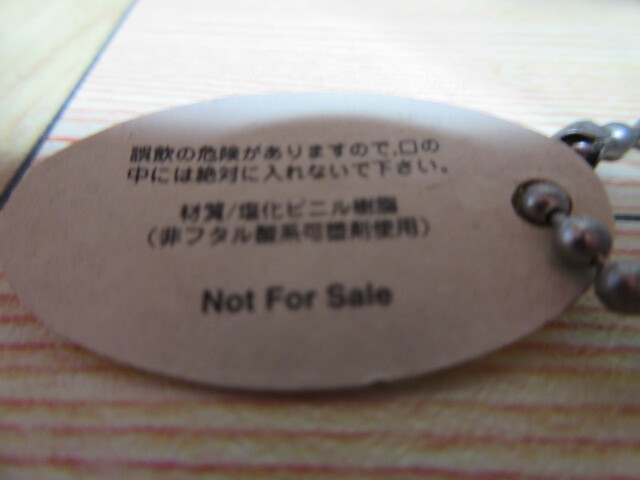 誤飲の危険がありますので、口の
中には絶対に入れないで下さい。
材質/塩化ビニル樹脂
(非フタル酸系可塑剤使用)
Not For Sale